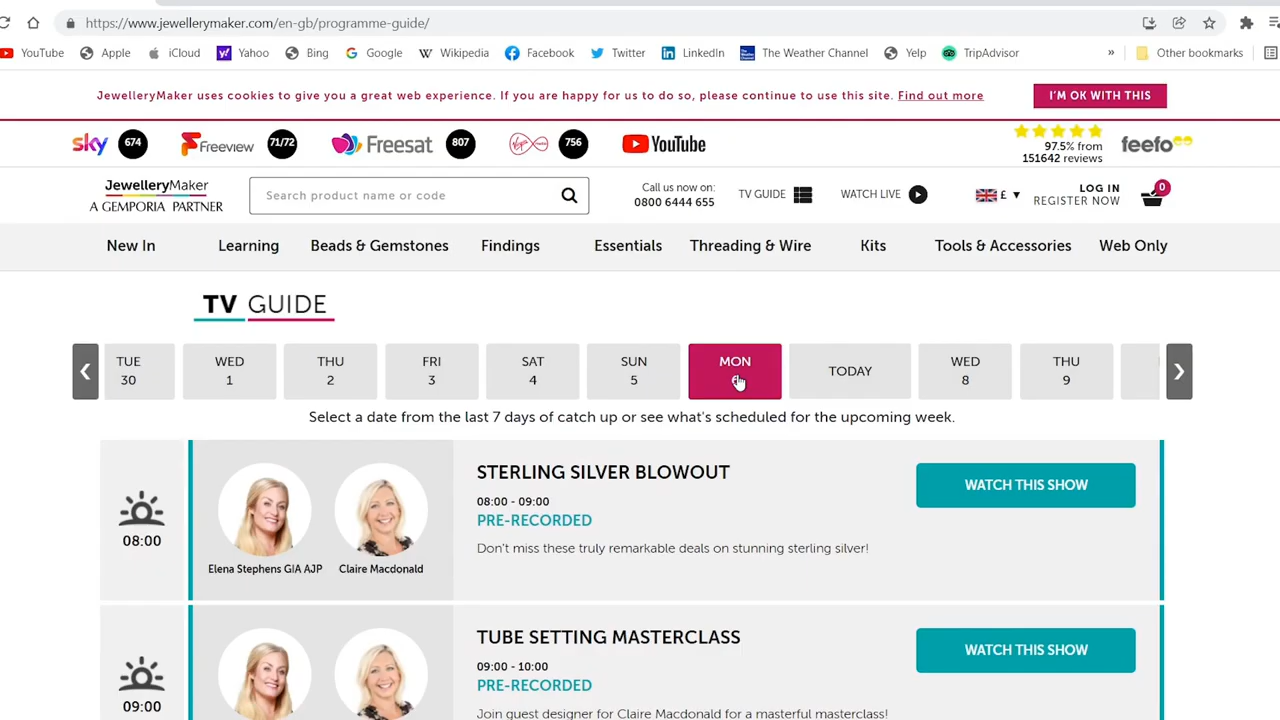 https://www.jewellerymaker.com/en-gb/programme-guide/
YouTube Apple iCloud Yahoo Bing Google Wikipedia Facebook Twitter LinkedIn The Weather Channel Yelp TripAdvisor » Other bookmarks
JewelleryMaker uses cookies to give you a great web experience. If you are happy for us to do so, please continue to use this site. Find out more I'M OK WITH THIS
sky 674 Freeview 71/72 Freesat 807 756 YouTube
97.5% from
151642 reviews
feefo
JewelleryMaker
A GEMPORIA PARTNER
Search product name or code
Call us now on:
0800 6444 655
TV GUIDE
WATCH LIVE
£
LOG IN
REGISTER NOW
0
New In Learning Beads & Gemstones Findings Essentials Threading & Wire Kits Tools & Accessories Web Only
TV GUIDE
TUE WED THU FRI SAT SUN MON TODAY WED THU
30 1 2 3 4 5 8 9
Select a date from the last 7 days of catch up or see what's scheduled for the upcoming week.
08:00
Elena Stephens GIA AJP Claire Macdonald
STERLING SILVER BLOWOUT
08:00 - 09:00
PRE-RECORDED
Don't miss these truly remarkable deals on stunning sterling silver!
WATCH THIS SHOW
09:00
TUBE SETTING MASTERCLASS
09:00 - 10:00
PRE-RECORDED
Join guest designer for Claire Macdonald for a masterful masterclass!
WATCH THIS SHOW